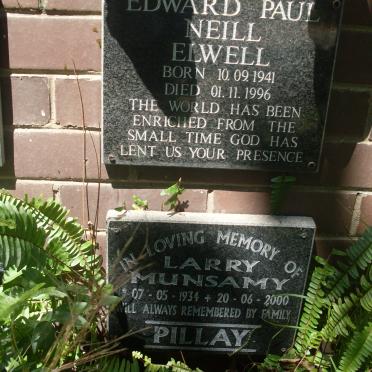 EDWARD PAUL
NEILL
ELWELL
BORN 10.09.1941
DIED 01.11.1996
THE WORLD HAS BEEN
ENRICHED FROM THE
SMALL TIME GOD HAS
LENT US YOUR PRESENCE
IN LOVING MEMORY OF
LARRY
MUNSAMY
07-05-1934 + 20-06-2000
WILL ALWAYS REMEMBERED BY FAMILY
PILLAY